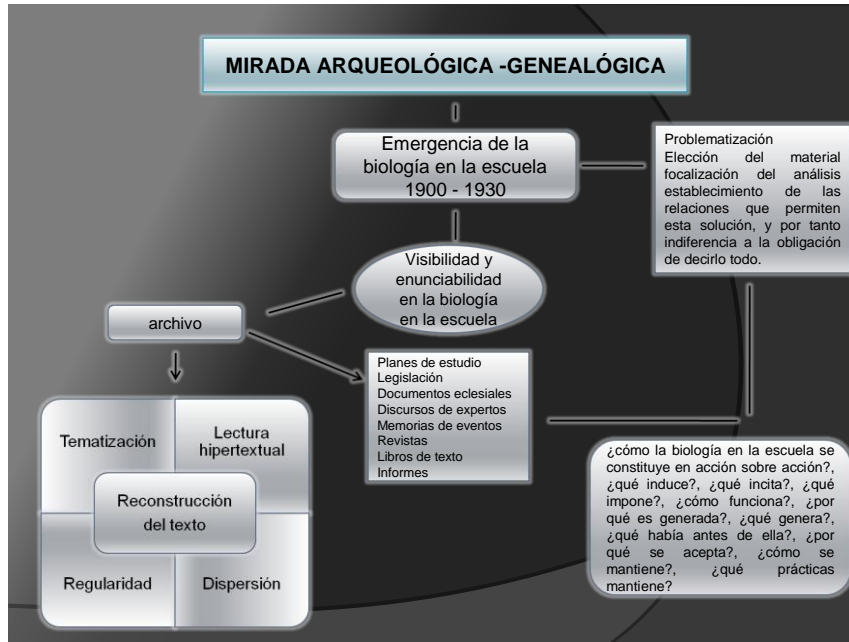 MIRADA ARQUEOLÓGICA -GENEALÓGICA
Emergencia de la
biología en la escuela
1900 - 1930
Problematización
Elección del material
focalización del análisis
establecimiento de las
relaciones que permiten
esta solución, y por tanto
indiferencia a la obligación
de decirlo todo.
Visibilidad y
enunciabilidad
en la biología
en la escuela
archivo
Planes de estudio
Legislación
Documentos eclesiales
Discursos de expertos
Memorias de eventos
Revistas
Libros de texto
Informes
Tematización
Lectura
hipertextual
Reconstrucción
del texto
Regularidad
Dispersión
¿cómo la biología en la escuela se
constituye en acción sobre acción?,
¿qué induce?, ¿qué incita?, ¿qué
impone?, ¿cómo funciona?, ¿por
qué es generada?, ¿qué genera?,
¿qué había antes de ella?, ¿por
qué se acepta?, ¿cómo se
mantiene?, ¿qué prácticas
mantiene?